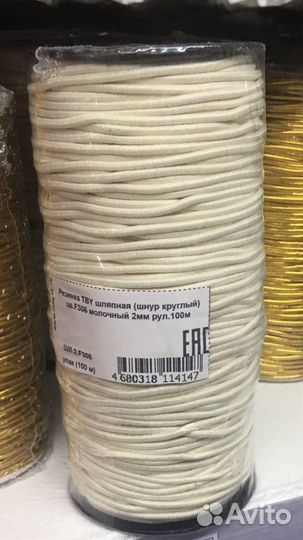 Резинка TBY шляпная (шнур круглый)
цв.F306 молочный 2мм рул.100м
ШЛ.2.F306
упак (100 м)
EAC
4 680318 114147
Avito